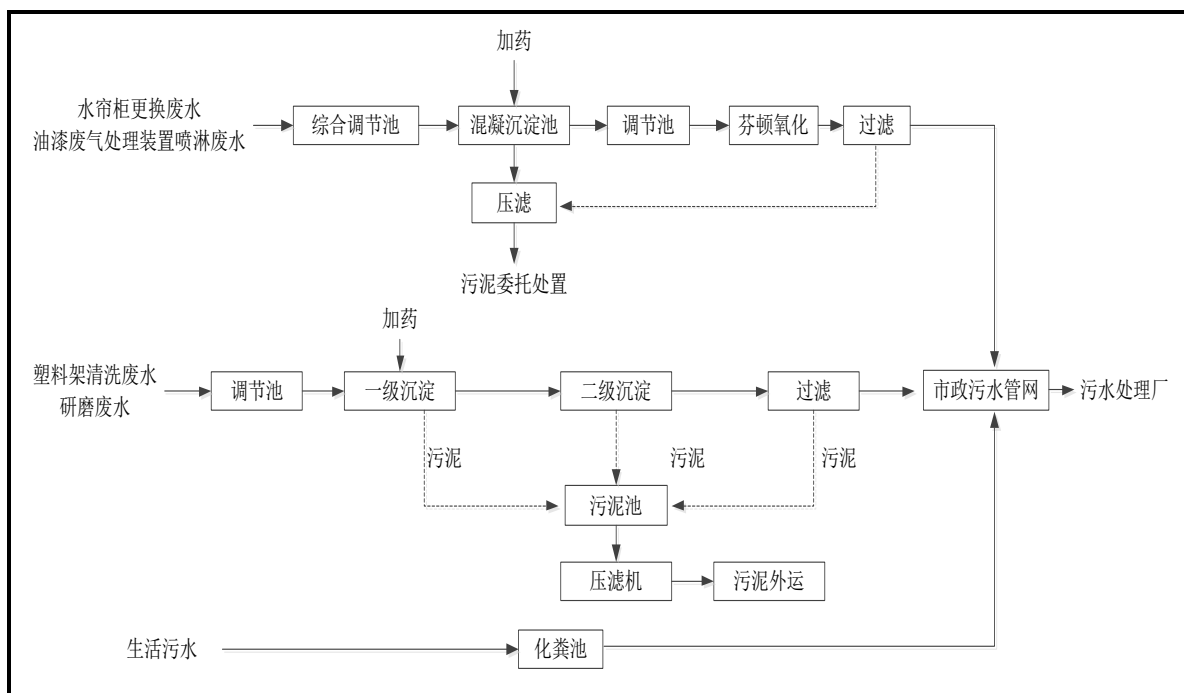 加药
水帘柜更换废水
油漆废气处理装置喷淋废水
综合调节池
混凝沉淀池
调节池
芬顿氧化
过滤
压滤
污泥委托处置
加药
塑料架清洗废水
研磨废水
调节池
一级沉淀
二级沉淀
过滤
市政污水管网
污水处理厂
污泥
污泥
污泥
污泥池
压滤机
污泥外运
生活污水
化粪池